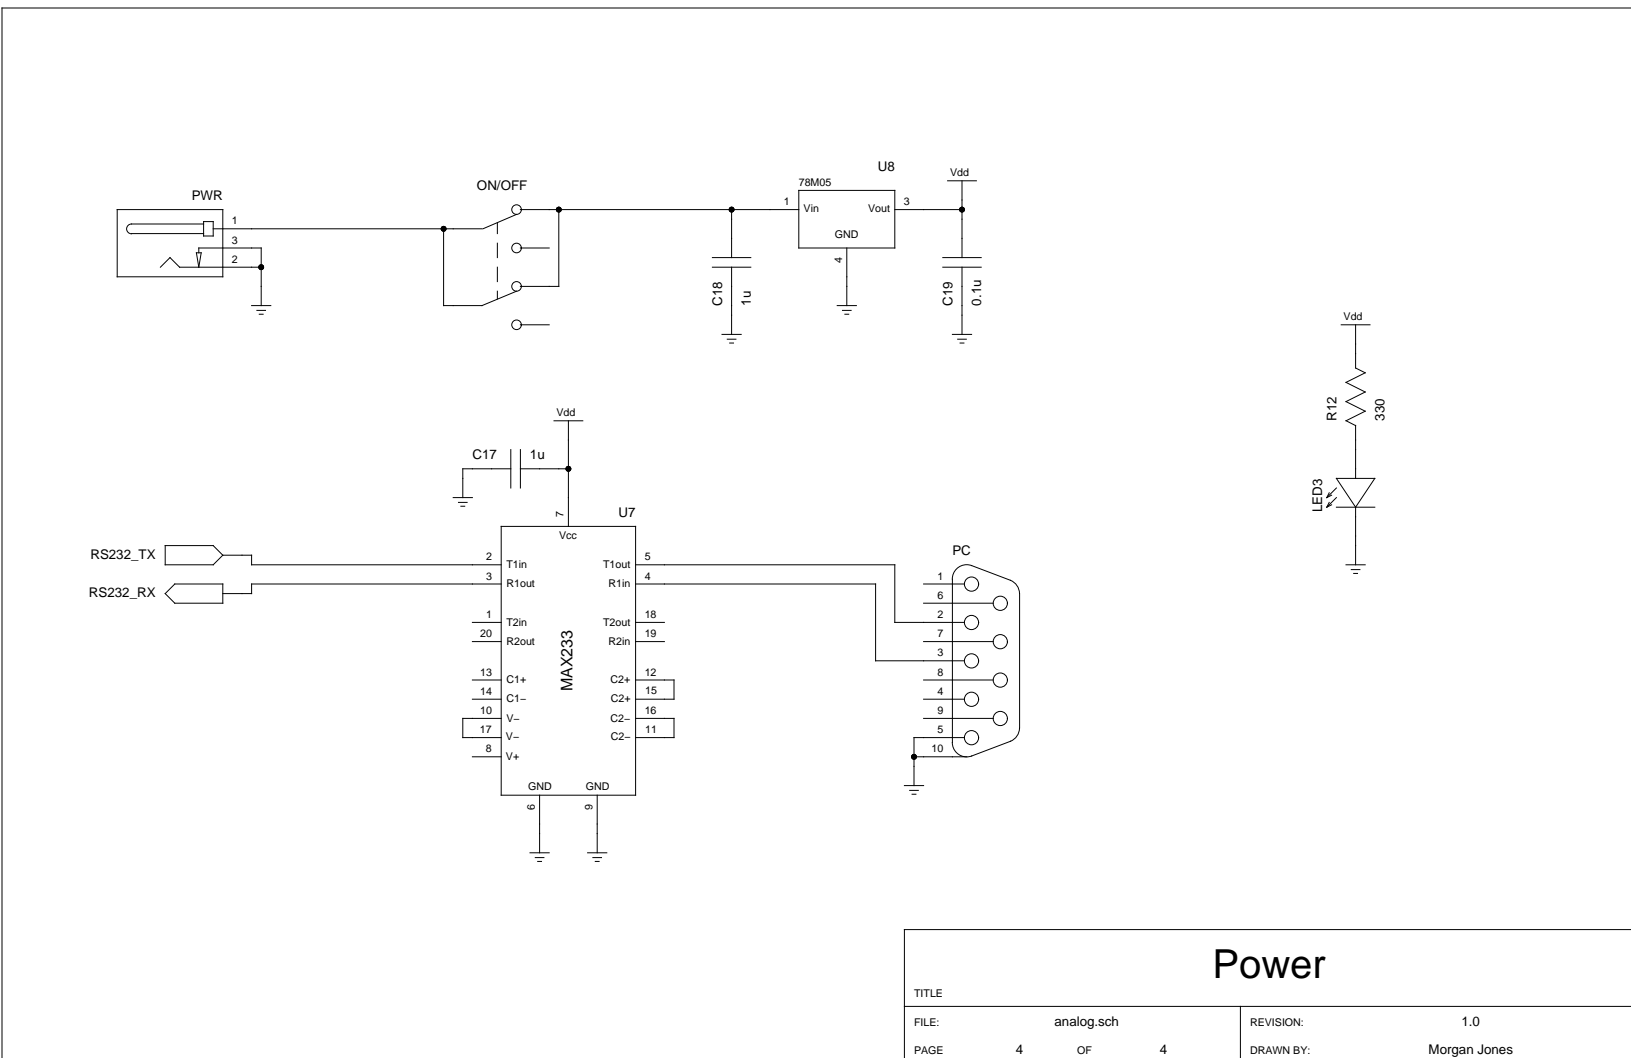 PWR
1
3
2
ON/OFF
U8
78M05
1
Vin
Vout
3
GND
4
Vdd
C18
1u
C19
0.1u
Vdd
R12
330
LED3
Vdd
C17
1u
7
U7
Vcc
RS232_TX
RS232_RX
2
T1in
3
R1out
1
T2in
20
R2out
13
C1+
14
C1−
10
V−
17
V−
8
V+
MAX233
T1out
5
R1in
4
T2out
18
R2in
19
C2+
12
C2+
15
C2−
16
C2−
11
GND
GND
6
9
PC
1
6
2
7
3
8
4
9
5
10
Power
TITLE
FILE: analog.sch
REVISION: 1.0
PAGE 4 OF 4
DRAWN BY: Morgan Jones